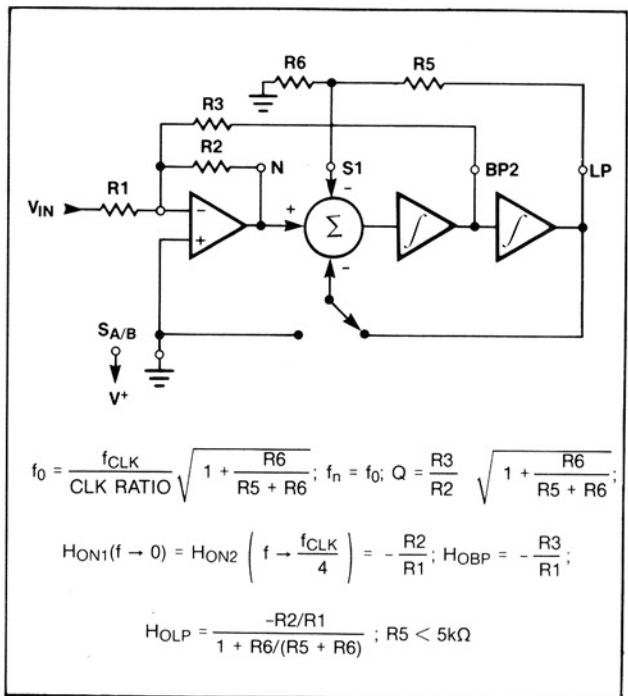 R6
R5
R3
R2
N
S1
BP2
LP
R1
VIN
−
+
+
Σ
−
−
∫
∫
SA/B
V+
f0 = fCLK / CLK RATIO √(1 + R6 / (R5 + R6)); fn = f0; Q = R3 / R2 √(1 + R6 / (R5 + R6));
HON1(f → 0) = HON2 (f → fCLK / 4) = − R2 / R1; HOBP = − R3 / R1;
HOLP = −R2/R1 / (1 + R6/(R5 + R6)) ; R5 < 5kΩ